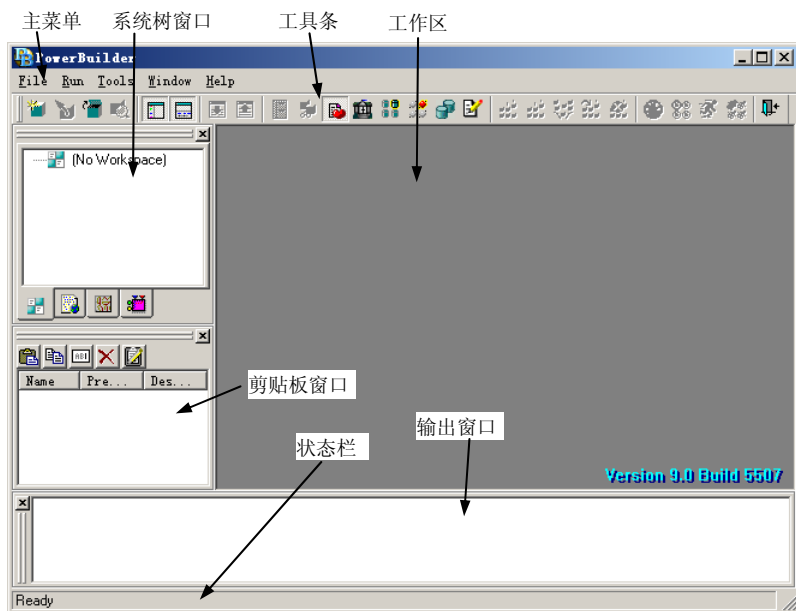 主菜单 系统树窗口 工具条 工作区
PowerBuilder
File Run Tools Window Help
(No Workspace)
Name Pre... Des...
剪贴板窗口
输出窗口
状态栏
Version 9.0 Build 5507
Ready